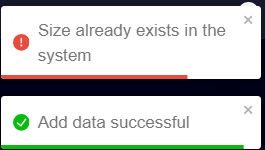 Size already exists in the
system
Add data successful